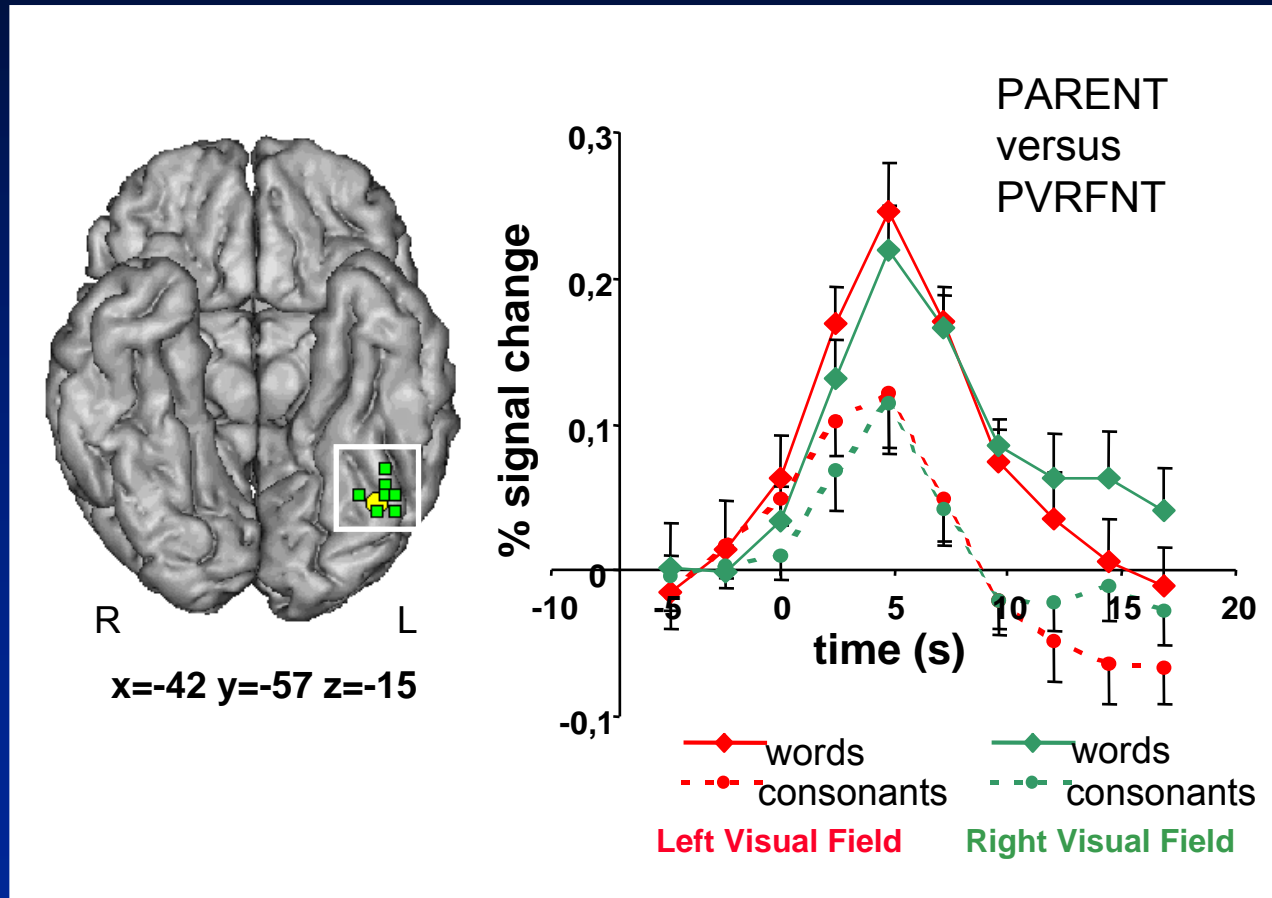 PARENT
versus
PVRFNT
% signal change
0,3
0,2
0,1
0
-0,1
-10
-5
0
5
10
15
20
time (s)
R
L
x=-42 y=-57 z=-15
words
words
consonants
consonants
Left Visual Field
Right Visual Field